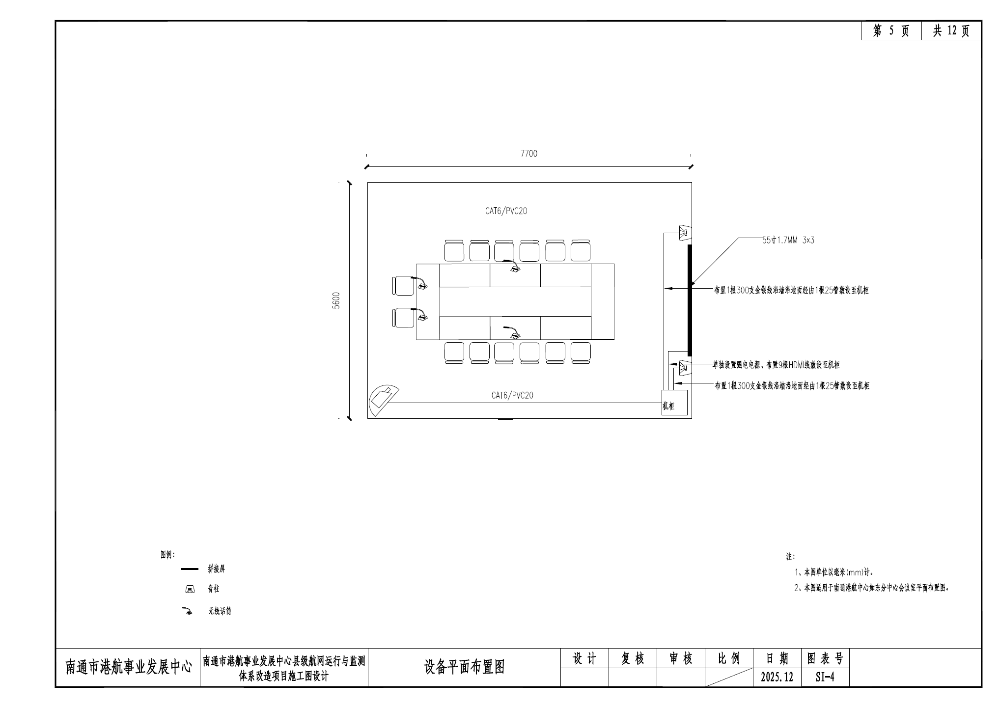 第 5 页 共 12 页
7700
CAT6/PVC20
55寸1.7MM 3×3
5600
布置1根300支金银线沿墙沿地面经由1根25管敷设至机柜
单独设置强电电源，布置9根HDMI线敷设至机柜
布置1根300支金银线沿墙沿地面经由1根25管敷设至机柜
CAT6/PVC20
机柜
图例：
拼接屏
音柱
无线话筒
注：
1、本图单位以毫米(mm)计。
2、本图适用于南通港航中心如东分中心会议室平面布置图。
南通市港航事业发展中心
南通市港航事业发展中心县级航网运行与监测
体系改造项目施工图设计
设备平面布置图
设 计 复 核 审 核 比 例 日 期 图 表 号
2025.12 SI-4